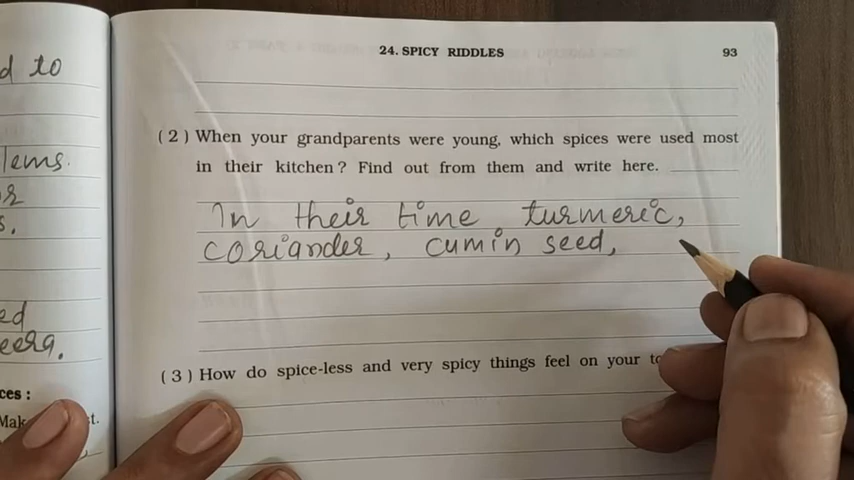 d to
24. SPICY RIDDLES
93
lems.
s.
ed
eera.
ces :
( 2 ) When your grandparents were young, which spices were used most
in their kitchen? Find out from them and write here.
In their time turmeric,
coriander, cumin seed,
( 3 ) How do spice-less and very spicy things feel on your